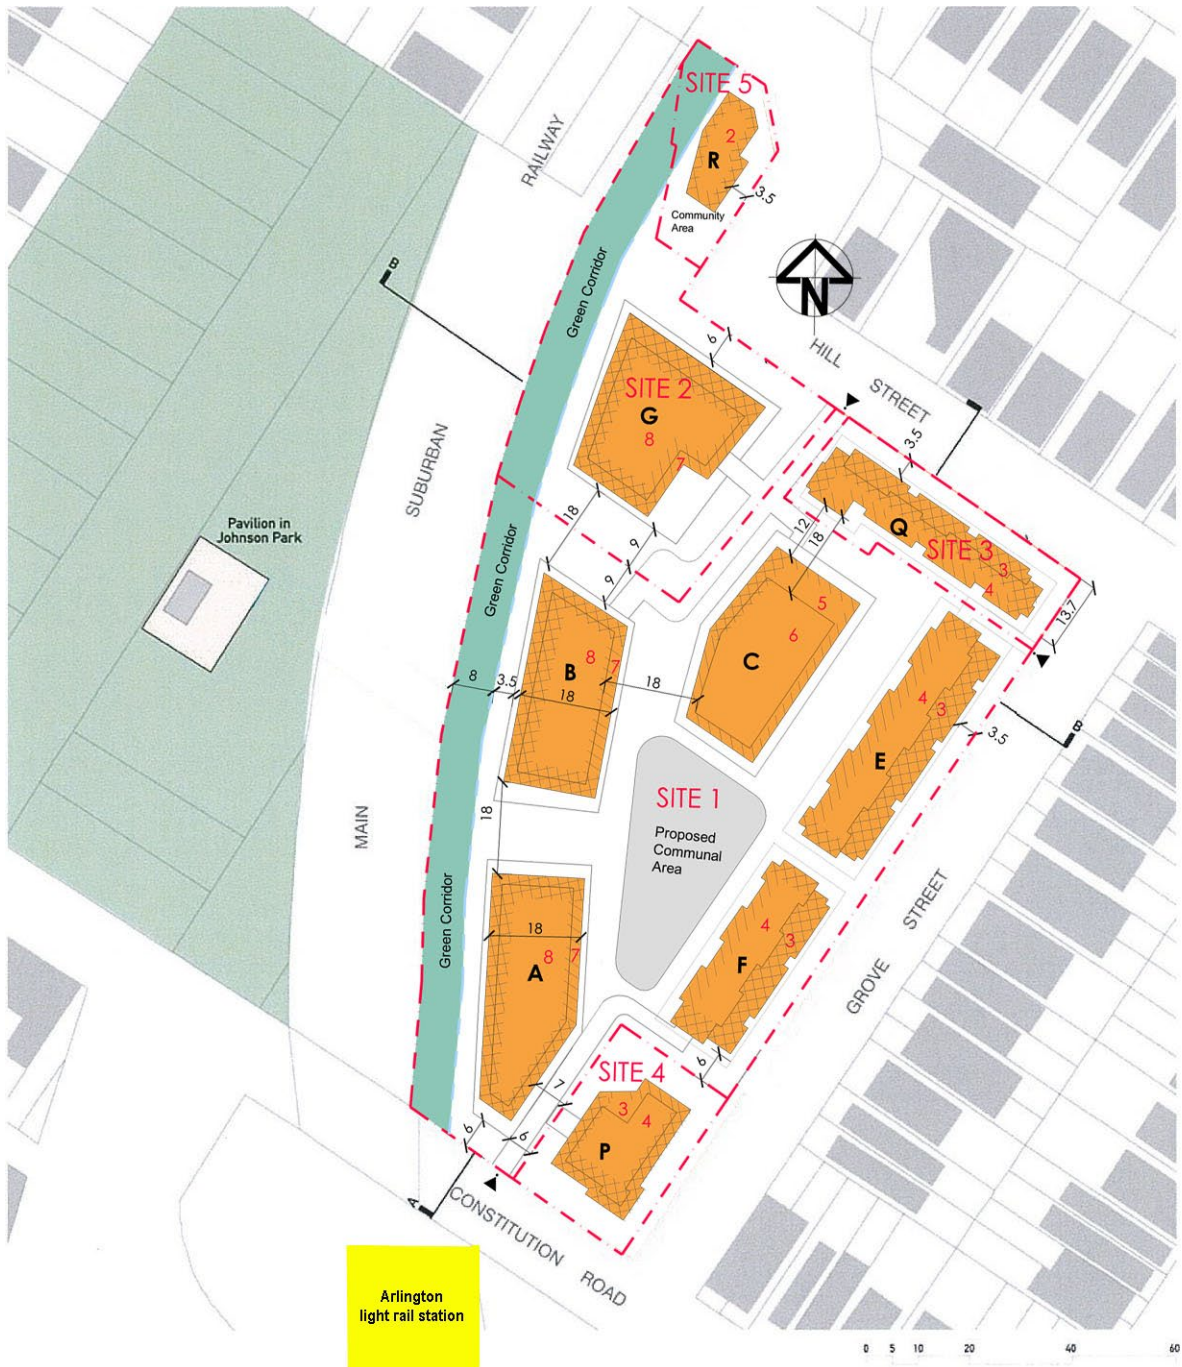 SITE 5
2
R
3.5
Community
Area
RAILWAY
B
Green Corridor
N
HILL
STREET
6
SITE 2
G
8
7
3.5
SUBURBAN
Pavilion in
Johnson Park
18
9
9
12
18
Q
SITE 3
3
4
13.7
Green Corridor
5
6
C
B
8
7
8
3.5
18
18
4
3
E
3.5
B
MAIN
18
SITE 1
Proposed
Communal
Area
Green Corridor
18
8
7
A
4
3
F
STREET
GROVE
SITE 4
6
7
3
4
P
6
6
A
CONSTITUTION
ROAD
Arlington
light rail station
0 5 10 20 40 60